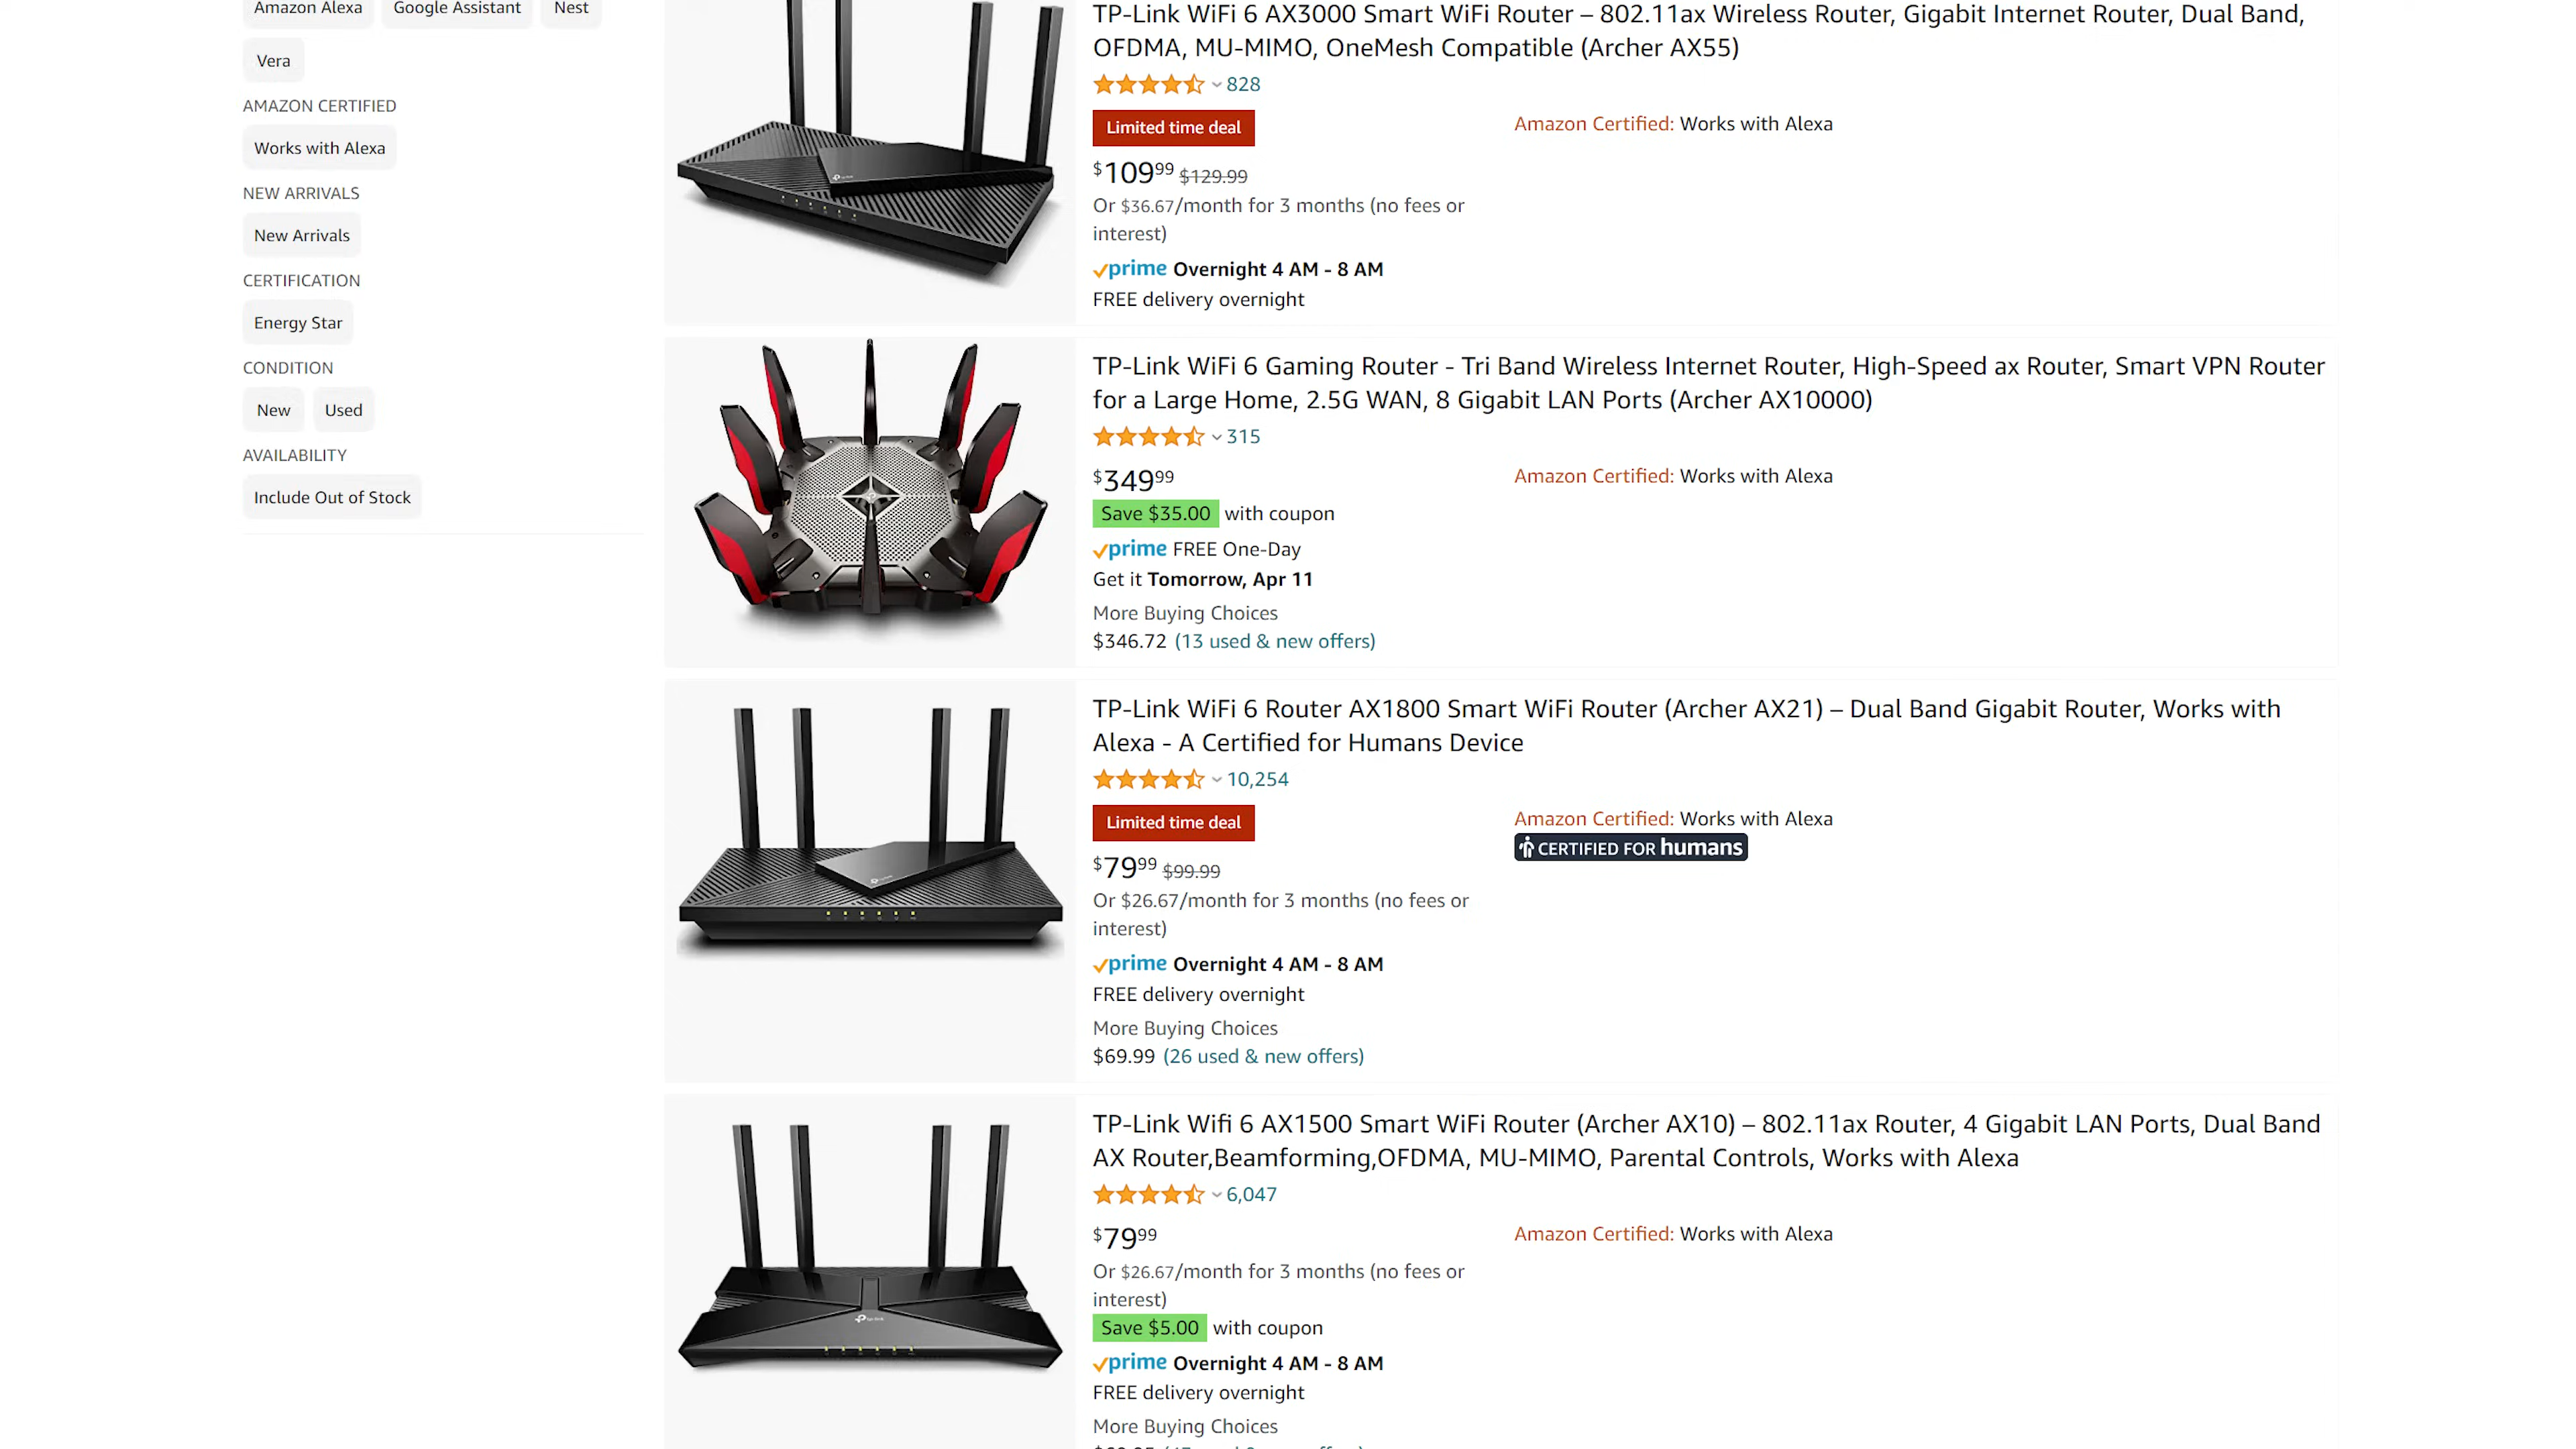 Amazon Alexa
Google Assistant
Nest
Vera
AMAZON CERTIFIED
Works with Alexa
NEW ARRIVALS
New Arrivals
CERTIFICATION
Energy Star
CONDITION
New
Used
AVAILABILITY
Include Out of Stock
TP-Link WiFi 6 AX3000 Smart WiFi Router – 802.11ax Wireless Router, Gigabit Internet Router, Dual Band,
OFDMA, MU-MIMO, OneMesh Compatible (Archer AX55)
828
Limited time deal
Amazon Certified: Works with Alexa
$109.99 $129.99
Or $36.67/month for 3 months (no fees or
interest)
prime Overnight 4 AM - 8 AM
FREE delivery overnight
TP-Link WiFi 6 Gaming Router - Tri Band Wireless Internet Router, High-Speed ax Router, Smart VPN Router
for a Large Home, 2.5G WAN, 8 Gigabit LAN Ports (Archer AX10000)
315
$349.99
Amazon Certified: Works with Alexa
Save $35.00 with coupon
prime FREE One-Day
Get it Tomorrow, Apr 11
More Buying Choices
$346.72 (13 used & new offers)
TP-Link WiFi 6 Router AX1800 Smart WiFi Router (Archer AX21) – Dual Band Gigabit Router, Works with
Alexa - A Certified for Humans Device
10,254
Limited time deal
Amazon Certified: Works with Alexa
CERTIFIED FOR humans
$79.99 $99.99
Or $26.67/month for 3 months (no fees or
interest)
prime Overnight 4 AM - 8 AM
FREE delivery overnight
More Buying Choices
$69.99 (26 used & new offers)
TP-Link Wifi 6 AX1500 Smart WiFi Router (Archer AX10) – 802.11ax Router, 4 Gigabit LAN Ports, Dual Band
AX Router,Beamforming,OFDMA, MU-MIMO, Parental Controls, Works with Alexa
6,047
$79.99
Amazon Certified: Works with Alexa
Or $26.67/month for 3 months (no fees or
interest)
Save $5.00 with coupon
prime Overnight 4 AM - 8 AM
FREE delivery overnight
More Buying Choices